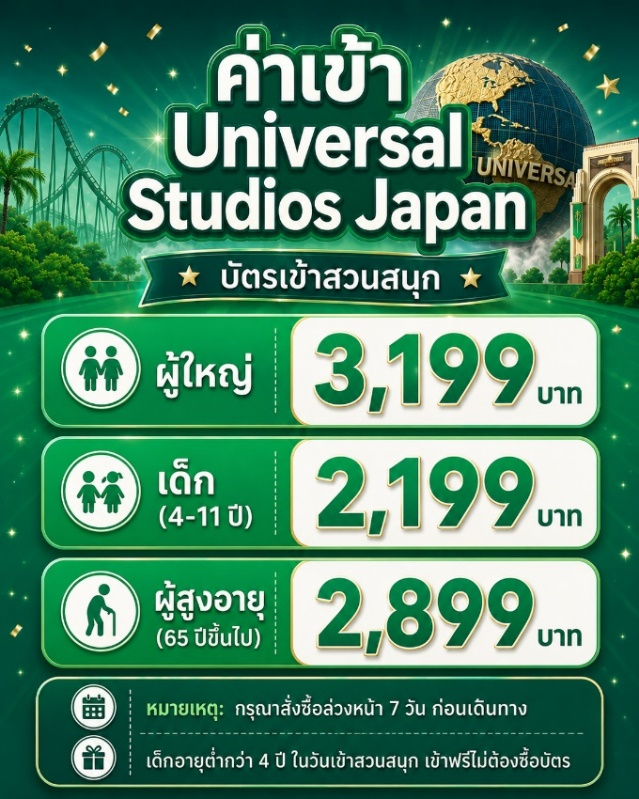 ค่าเข้า
Universal
Studios Japan
UNIVERSA
บัตรเข้าสวนสนุก
ผู้ใหญ่
3,199 บาท
เด็ก
(4-11 ปี)
2,199 บาท
ผู้สูงอายุ
(65 ปีขึ้นไป)
2,899 บาท
หมายเหตุ: กรุณาสั่งซื้อล่วงหน้า 7 วัน ก่อนเดินทาง
เด็กอายุต่ำกว่า 4 ปี ในวันเข้าสวนสนุก เข้าฟรีไม่ต้องซื้อบัตร